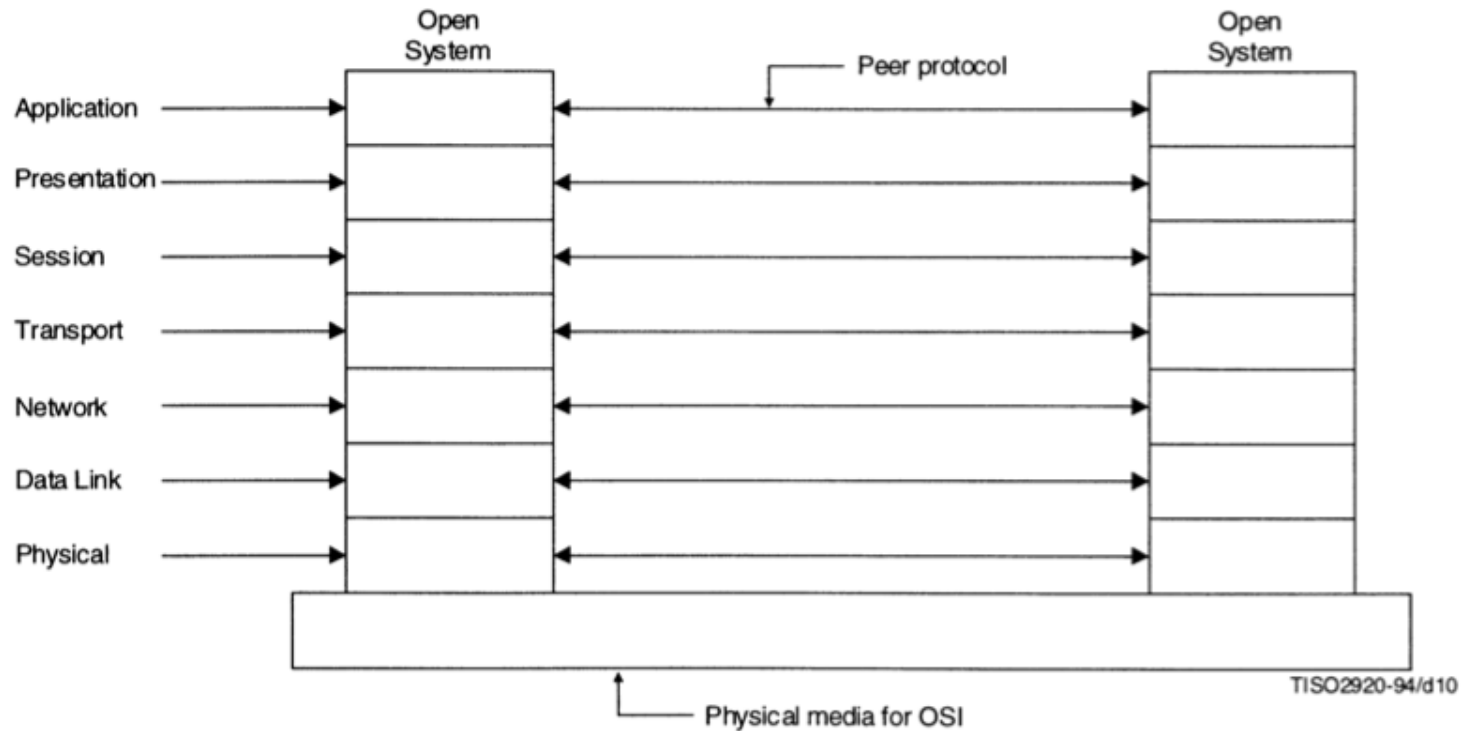 Open
System
Open
System
Peer protocol
Application
Presentation
Session
Transport
Network
Data Link
Physical
TISO2920-94/d10
Physical media for OSI